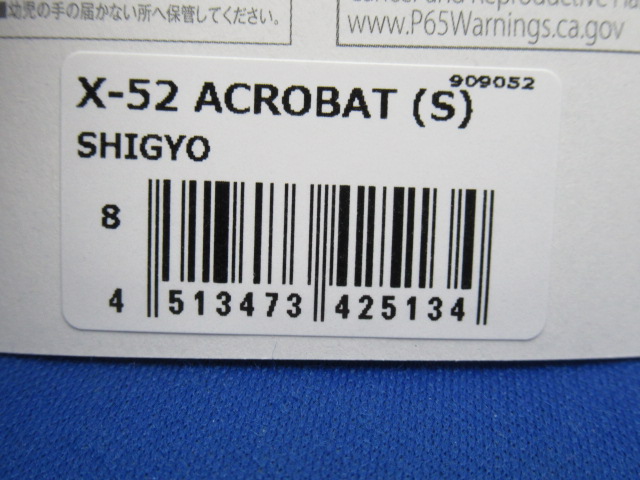 ■幼児の手の届かない所へ保管してください。
www.P65Warnings.ca.gov
909052
X-52 ACROBAT (S)
SHIGYO
8
4 513473 425134